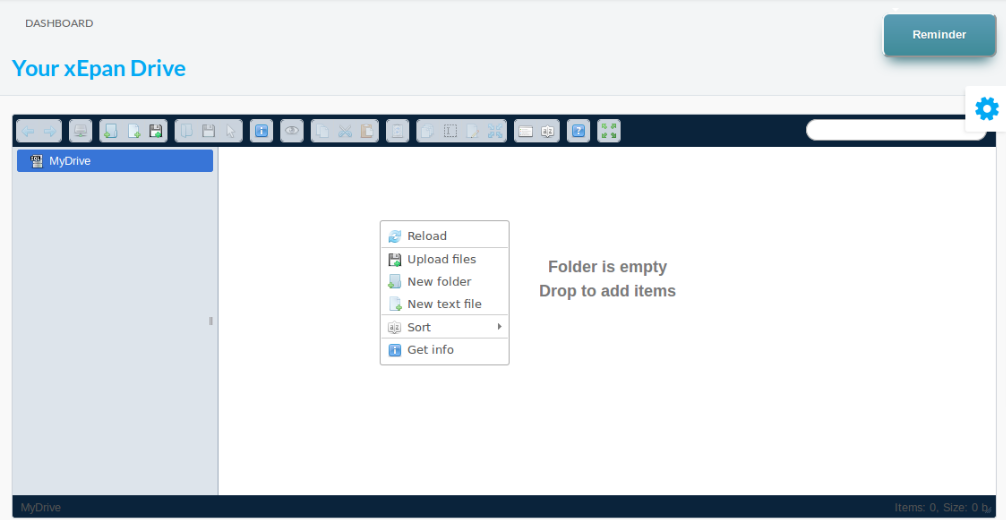 DASHBOARD
Reminder
Your xEpan Drive
MyDrive
Reload
Upload files
New folder
New text file
Sort
Get info
Folder is empty
Drop to add items
MyDrive
Items: 0, Size: 0 b